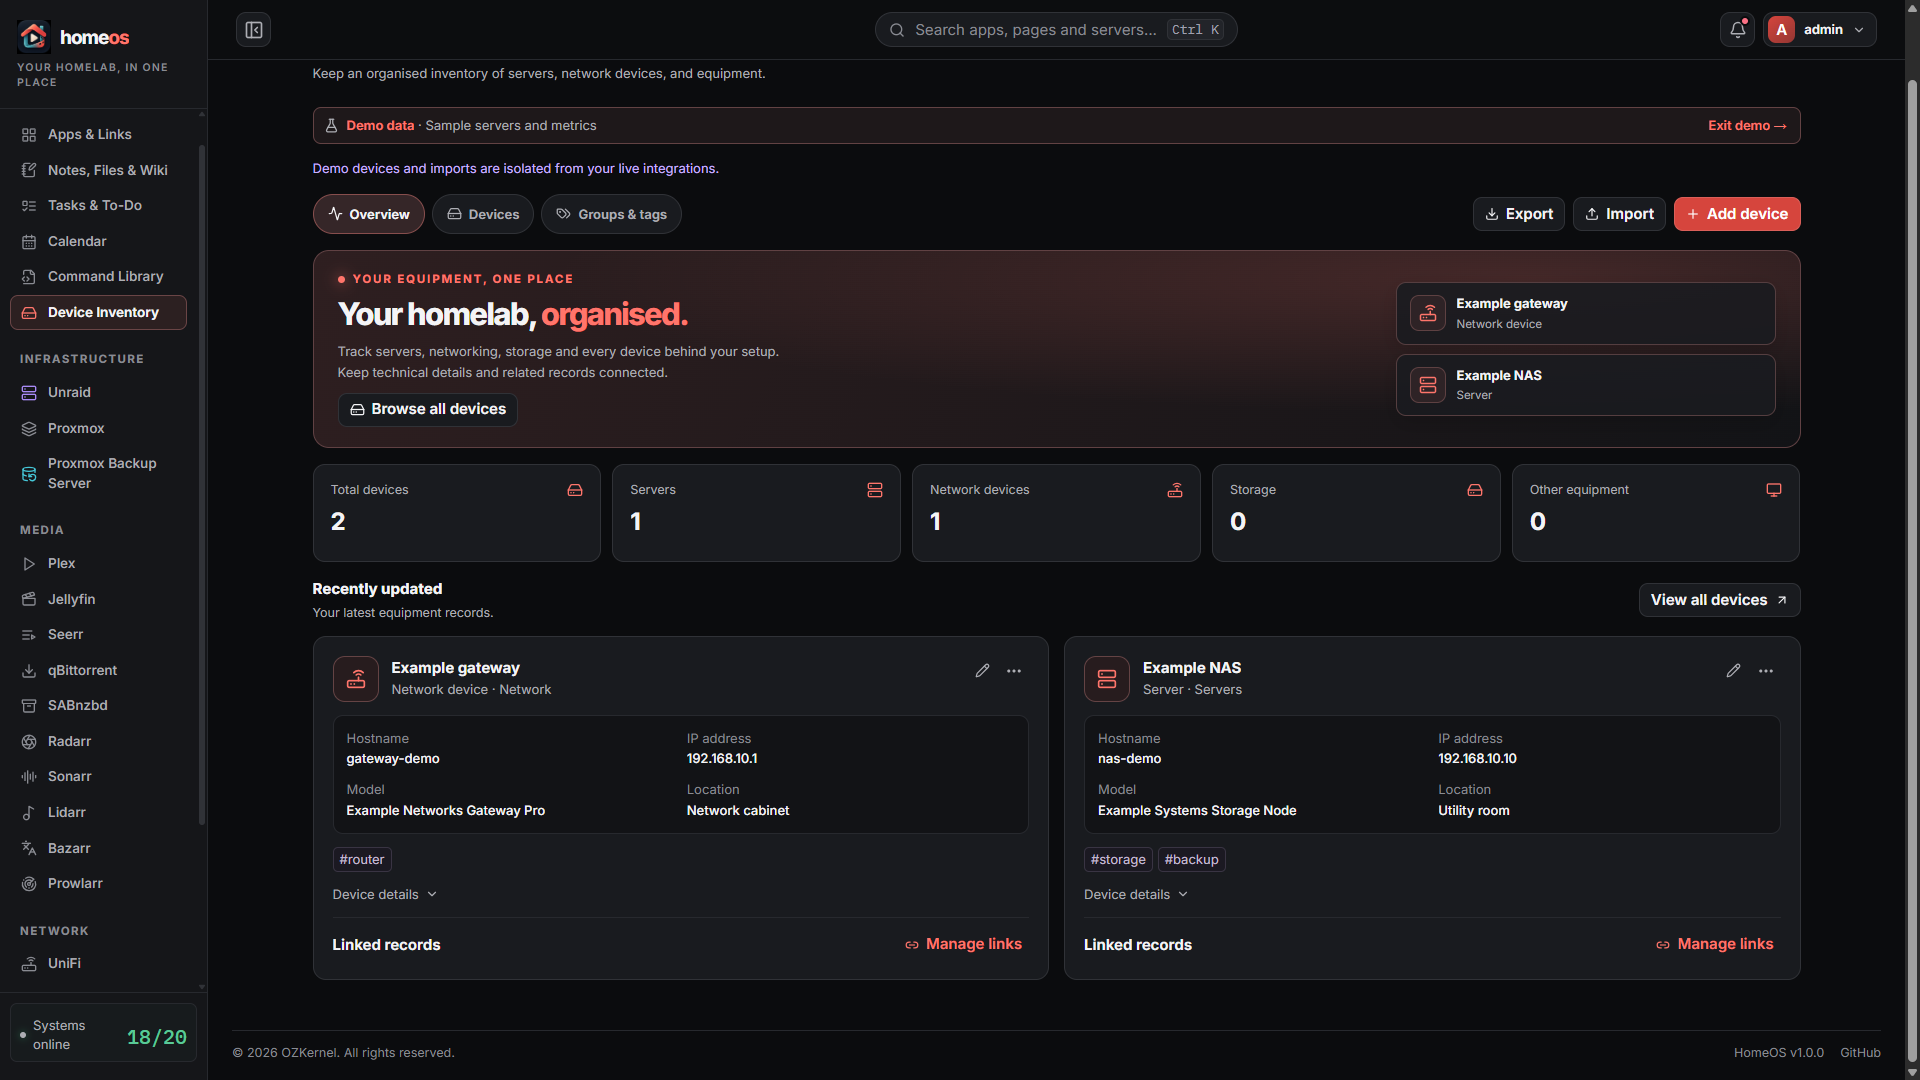 homeos
YOUR HOMELAB, IN ONE
PLACE
Search apps, pages and servers...
Ctrl K
A
admin
Apps & Links
Notes, Files & Wiki
Tasks & To-Do
Calendar
Command Library
Device Inventory
INFRASTRUCTURE
Unraid
Proxmox
Proxmox Backup
Server
MEDIA
Plex
Jellyfin
Seerr
qBittorrent
SABnzbd
Radarr
Sonarr
Lidarr
Bazarr
Prowlarr
NETWORK
UniFi
Systems
online
18/20
Keep an organised inventory of servers, network devices, and equipment.
Demo data · Sample servers and metrics
Exit demo →
Demo devices and imports are isolated from your live integrations.
Overview
Devices
Groups & tags
Export
Import
+ Add device
YOUR EQUIPMENT, ONE PLACE
Your homelab, organised.
Track servers, networking, storage and every device behind your setup.
Keep technical details and related records connected.
Browse all devices
Example gateway
Network device
Example NAS
Server
Total devices
2
Servers
1
Network devices
1
Storage
0
Other equipment
0
Recently updated
Your latest equipment records.
View all devices
Example gateway
Network device · Network
Hostname
gateway-demo
IP address
192.168.10.1
Model
Example Networks Gateway Pro
Location
Network cabinet
#router
Device details
Linked records
Manage links
Example NAS
Server · Servers
Hostname
nas-demo
IP address
192.168.10.10
Model
Example Systems Storage Node
Location
Utility room
#storage
#backup
Device details
Linked records
Manage links
© 2026 OZKernel. All rights reserved.
HomeOS v1.0.0
GitHub